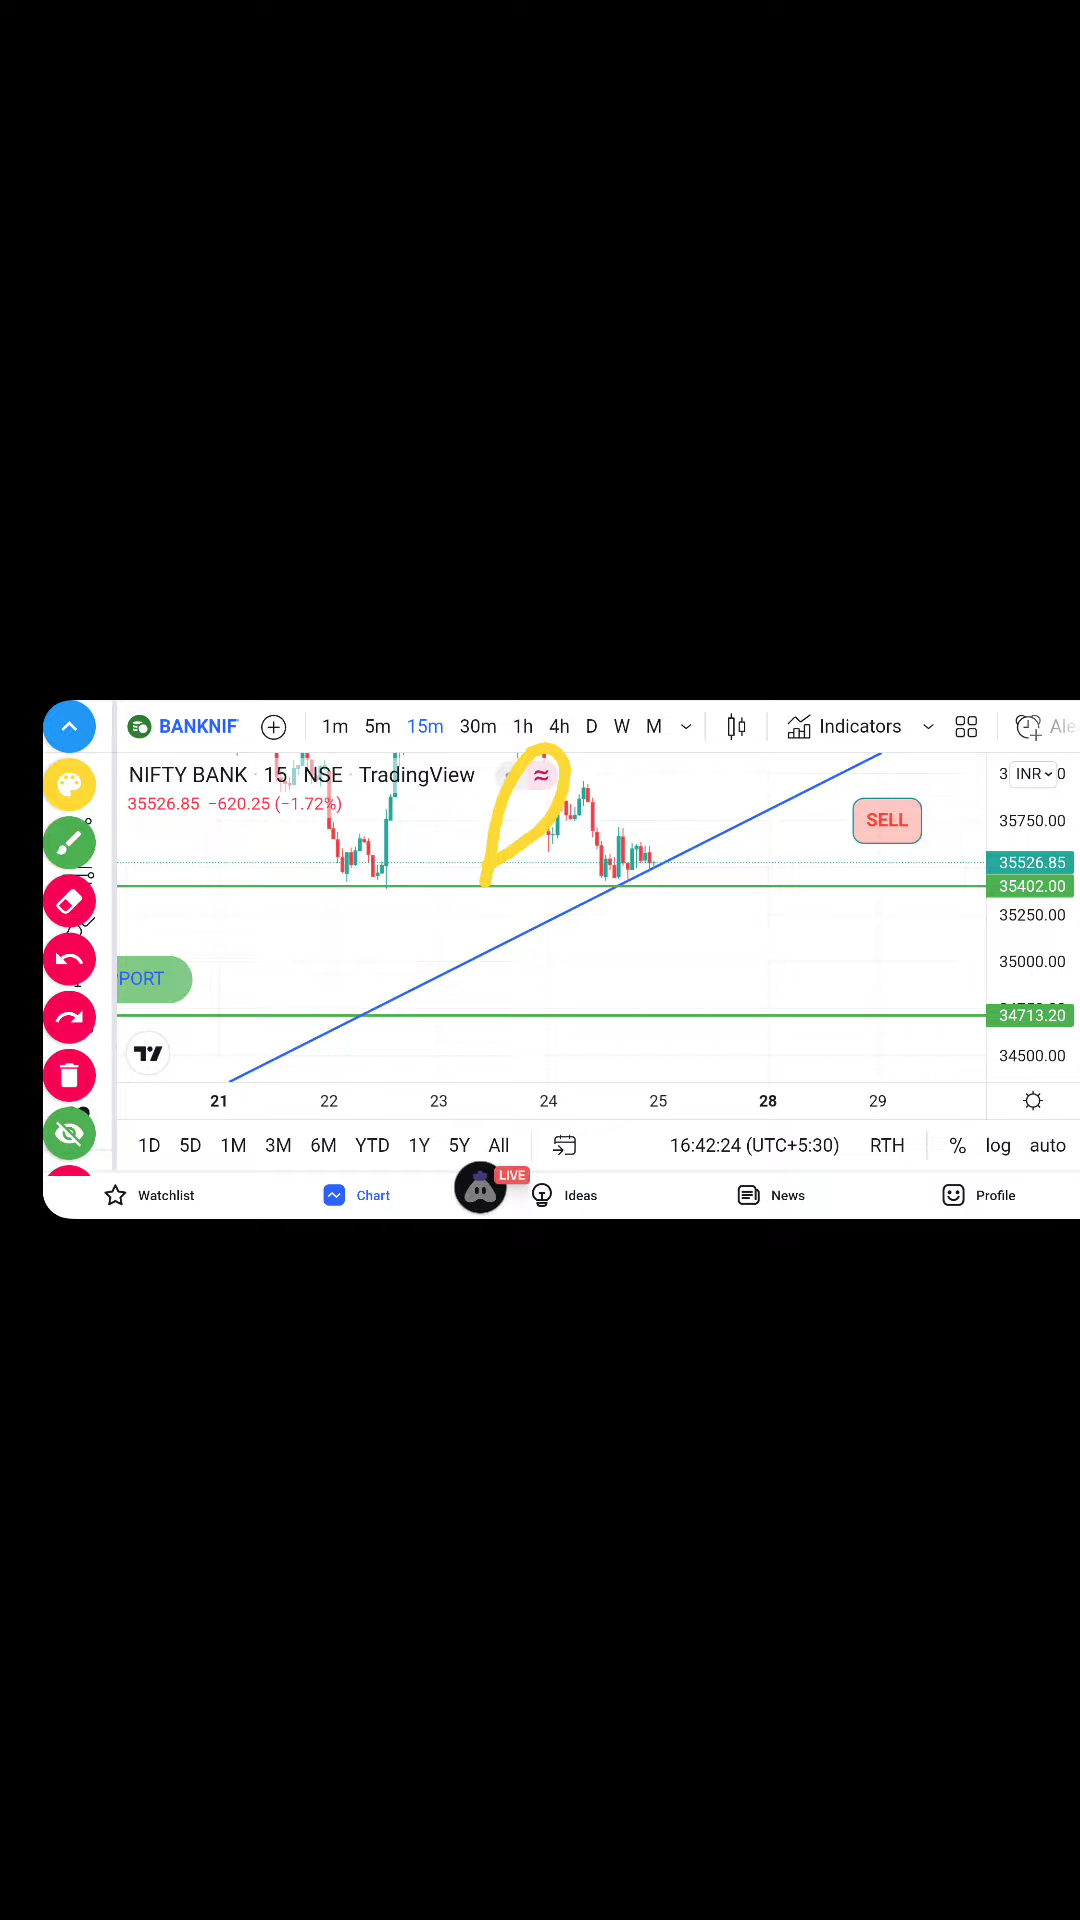 BANKNIF 1m 5m 15m 30m 1h 4h D W M Indicators Ale
NIFTY BANK · 15 · NSE · TradingView
35526.85 −620.25 (−1.72%)
INR
SELL
35750.00
35526.85
35402.00
35250.00
35000.00
PPORT
34713.20
34500.00
21 22 23 24 25 28 29
1D 5D 1M 3M 6M YTD 1Y 5Y All 16:42:24 (UTC+5:30) RTH % log auto
LIVE
Watchlist Chart Ideas News Profile